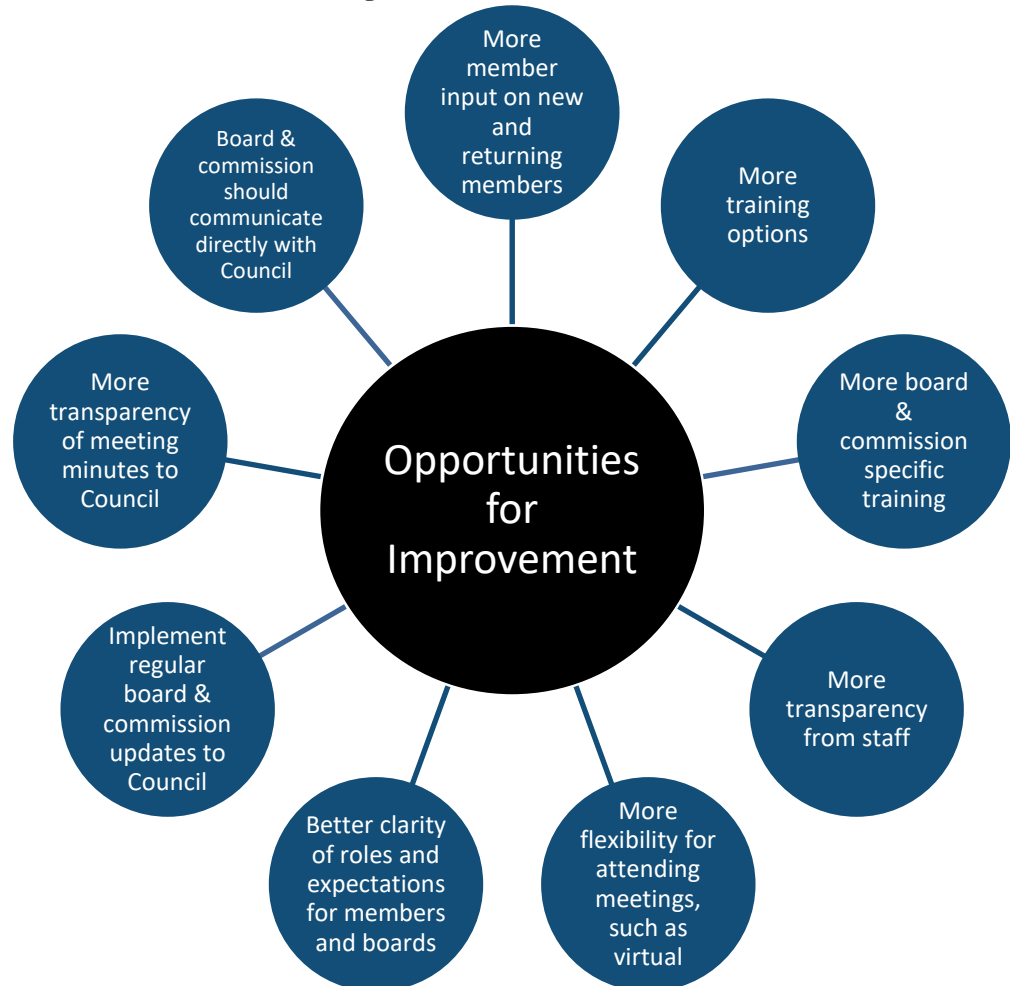 More
member
input on new
and
returning
members
More
training
options
More board
&
commission
specific
training
More
transparency
from staff
More
flexibility for
attending
meetings,
such as
virtual
Better clarity
of roles and
expectations
for members
and boards
Implement
regular
board &
commission
updates to
Council
More
transparency
of meeting
minutes to
Council
Board &
commission
should
communicate
directly with
Council
Opportunities
for
Improvement